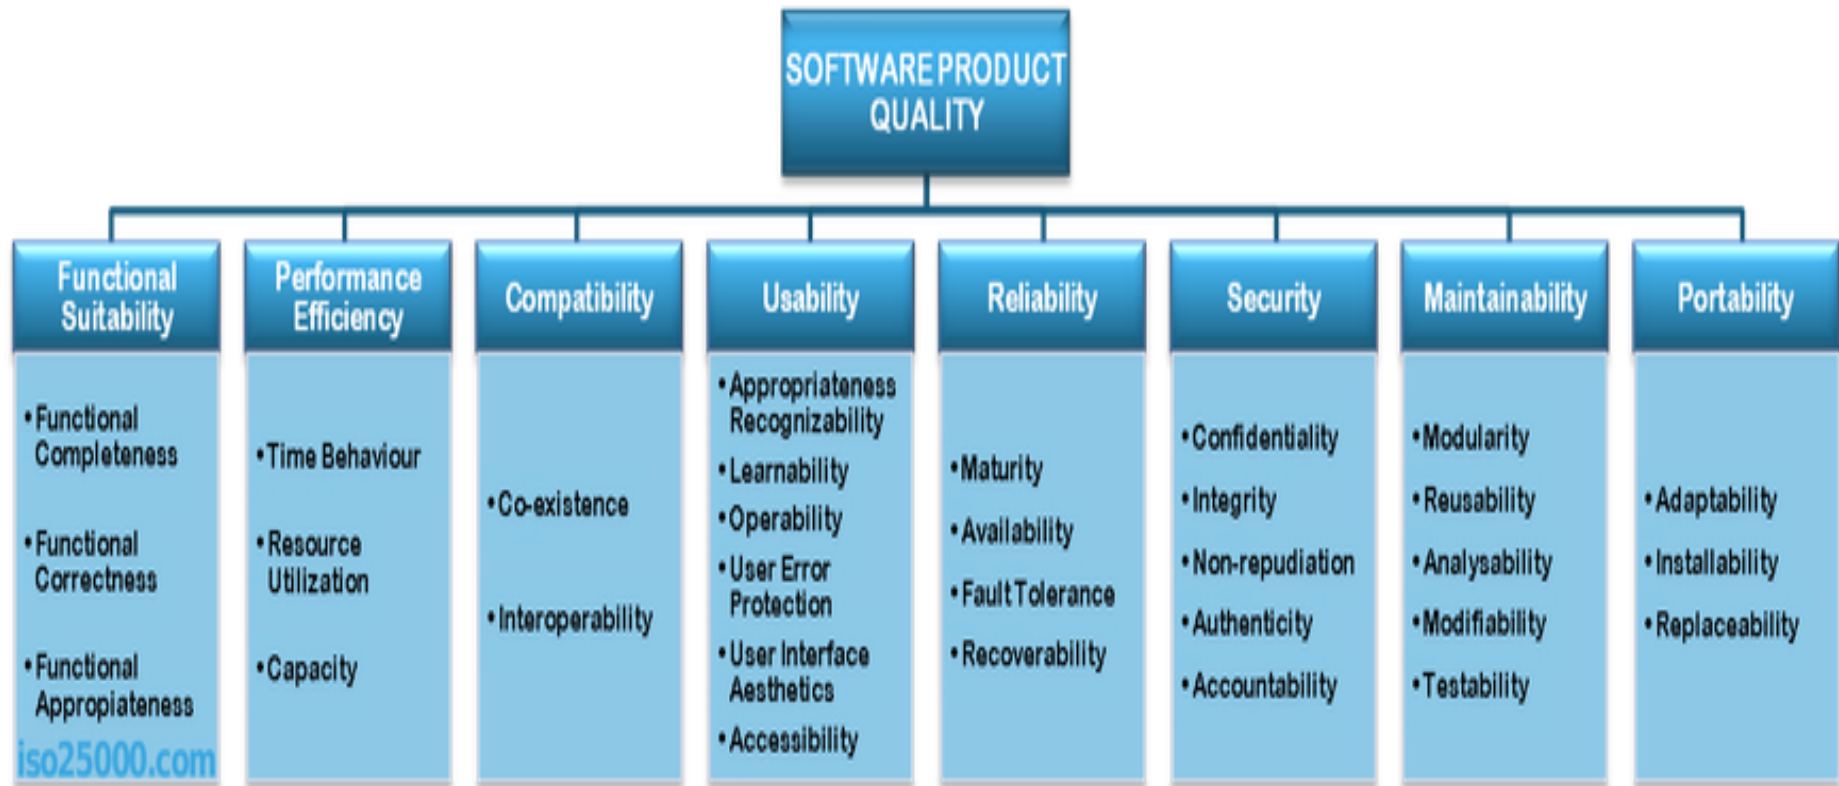 SOFTWARE PRODUCT
QUALITY
Functional
Suitability
• Functional
Completeness
• Functional
Correctness
• Functional
Appropiateness
iso25000.com
Performance
Efficiency
• Time Behaviour
• Resource
Utilization
• Capacity
Compatibility
• Co-existence
• Interoperability
Usability
• Appropriateness
Recognizability
• Learnability
• Operability
• User Error
Protection
• User Interface
Aesthetics
• Accessibility
Reliability
• Maturity
• Availability
• Fault Tolerance
• Recoverability
Security
• Confidentiality
• Integrity
• Non-repudiation
• Authenticity
• Accountability
Maintainability
• Modularity
• Reusability
• Analysability
• Modifiability
• Testability
Portability
• Adaptability
• Installability
• Replaceability